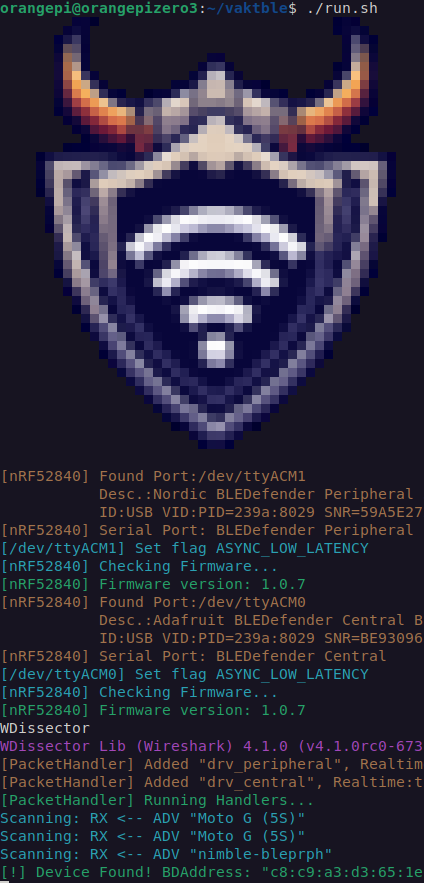 orangepi@orangepizero3:~/vaktble$ ./run.sh
[nRF52840] Found Port:/dev/ttyACM1
Desc.:Nordic BLEDefender Peripheral
ID:USB VID:PID=239a:8029 SNR=59A5E27
[nRF52840] Serial Port: BLEDefender Peripheral
[/dev/ttyACM1] Set flag ASYNC_LOW_LATENCY
[nRF52840] Checking Firmware...
[nRF52840] Firmware version: 1.0.7
[nRF52840] Found Port:/dev/ttyACM0
Desc.:Adafruit BLEDefender Central B
ID:USB VID:PID=239a:8029 SNR=BE93096
[nRF52840] Serial Port: BLEDefender Central
[/dev/ttyACM0] Set flag ASYNC_LOW_LATENCY
[nRF52840] Checking Firmware...
[nRF52840] Firmware version: 1.0.7
WDissector
WDissector Lib (Wireshark) 4.1.0 (v4.1.0rc0-673
[PacketHandler] Added "drv_peripheral", Realtim
[PacketHandler] Added "drv_central", Realtime:t
[PacketHandler] Running Handlers...
Scanning: RX <-- ADV "Moto G (5S)"
Scanning: RX <-- ADV "Moto G (5S)"
Scanning: RX <-- ADV "nimble-bleprph"
[!] Device Found! BDAddress: "c8:c9:a3:d3:65:1e